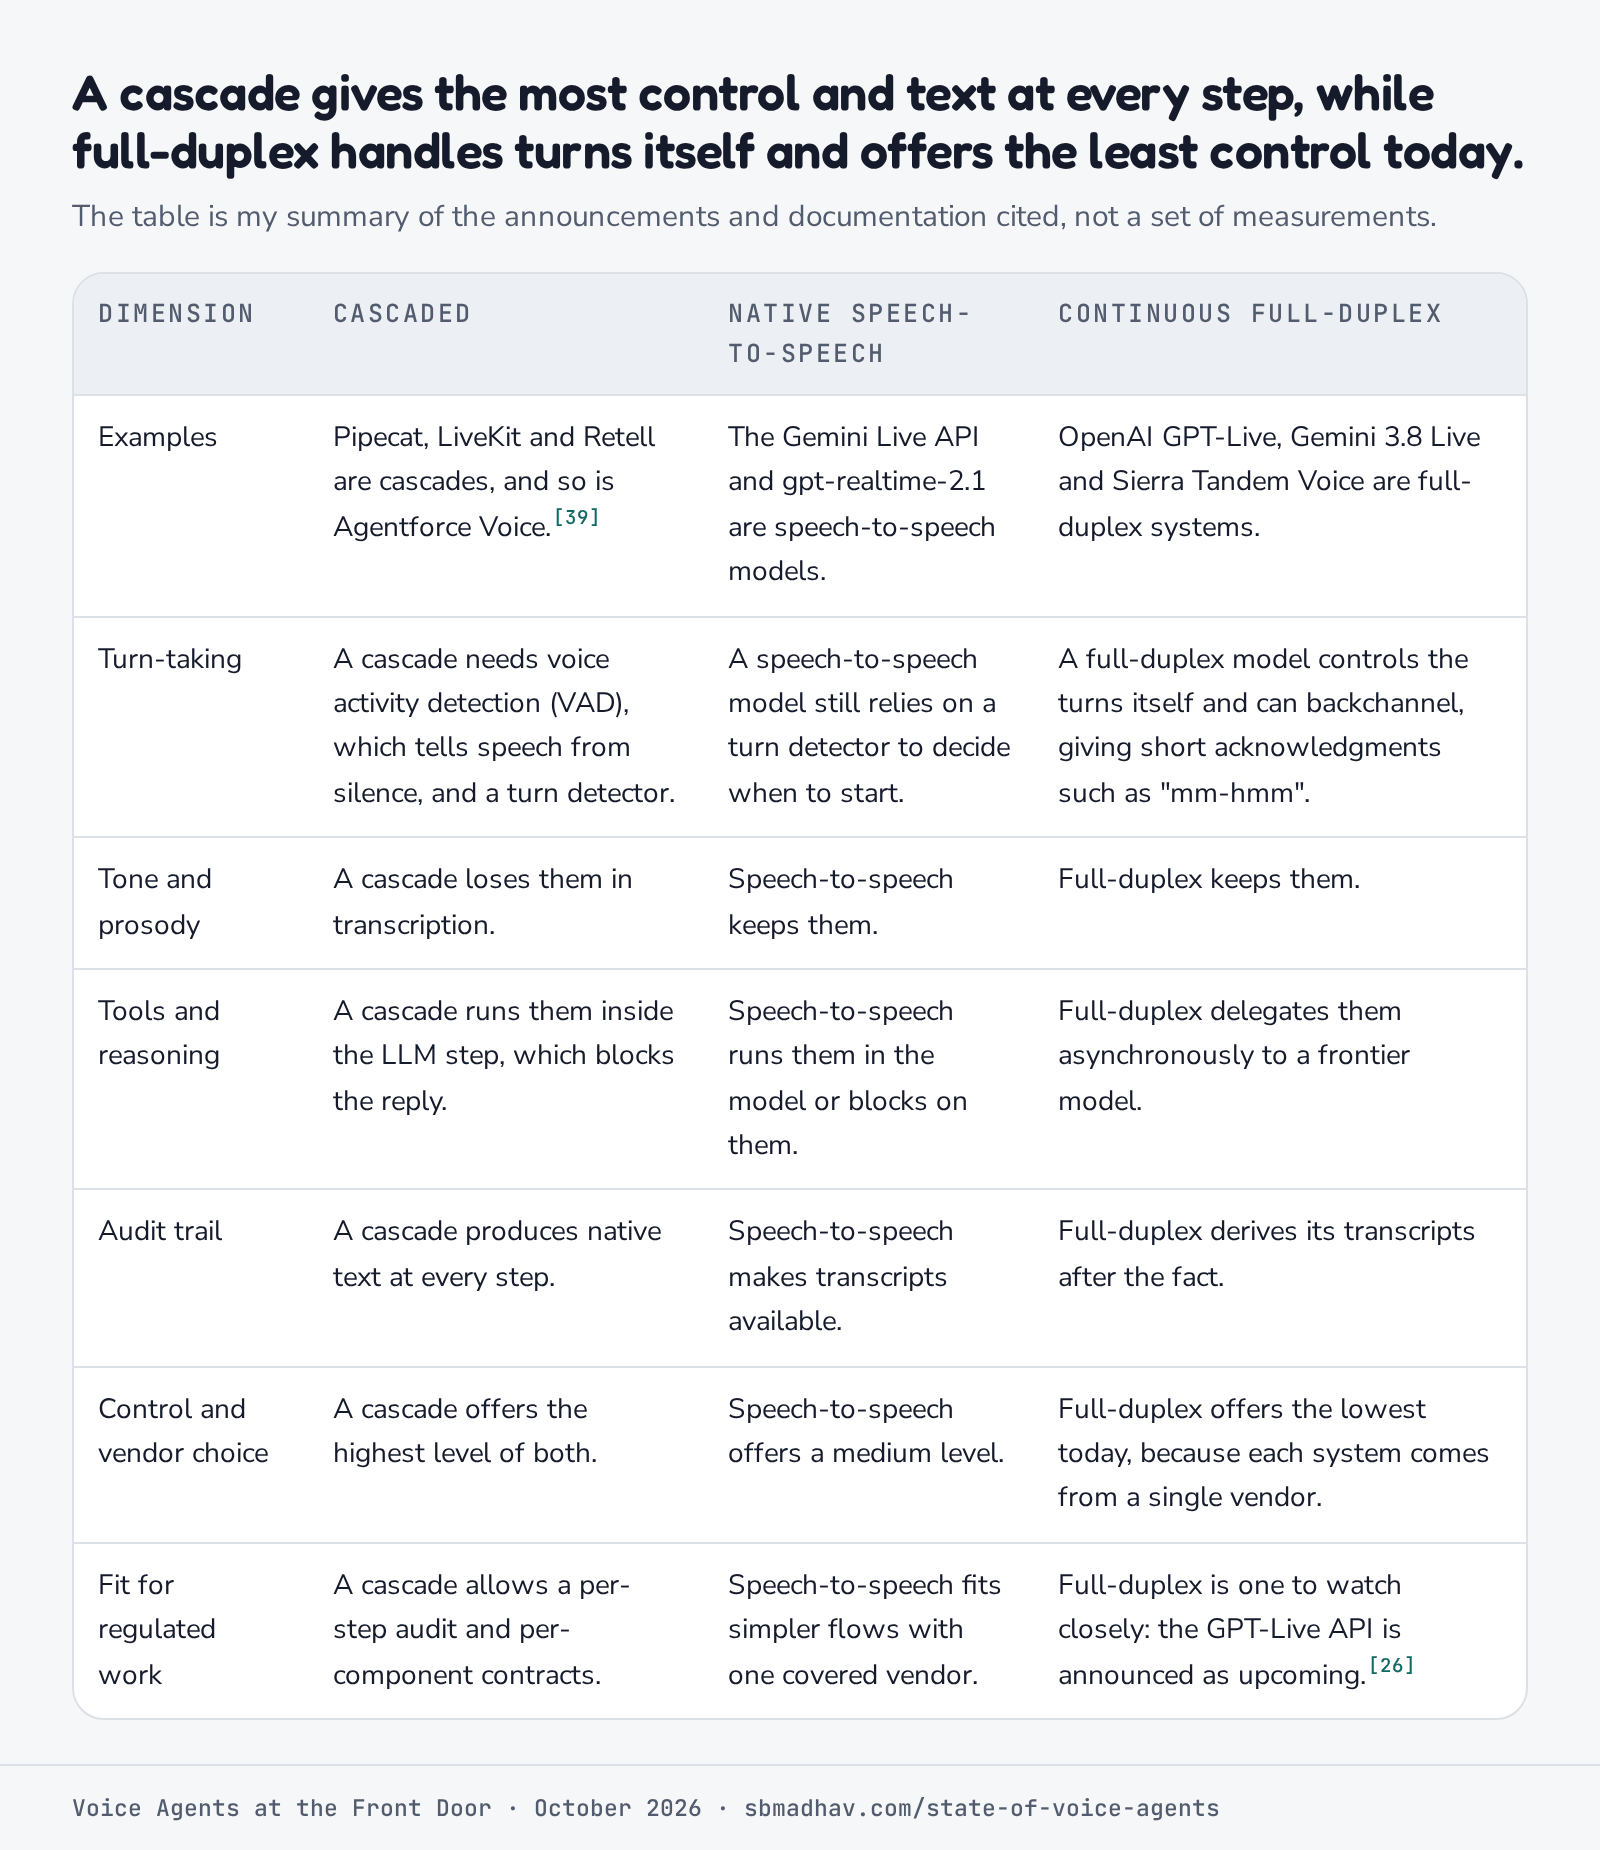 A cascade gives the most control and text at every step, while
full-duplex handles turns itself and offers the least control today.
The table is my summary of the announcements and documentation cited, not a set of measurements.
DIMENSION
CASCADED
NATIVE SPEECH-
TO-SPEECH
CONTINUOUS FULL-DUPLEX
Examples
Pipecat, LiveKit and Retell
are cascades, and so is
Agentforce Voice.[39]
The Gemini Live API
and gpt-realtime-2.1
are speech-to-speech
models.
OpenAI GPT-Live, Gemini 3.8 Live
and Sierra Tandem Voice are full-
duplex systems.
Turn-taking
A cascade needs voice
activity detection (VAD),
which tells speech from
silence, and a turn detector.
A speech-to-speech
model still relies on a
turn detector to decide
when to start.
A full-duplex model controls the
turns itself and can backchannel,
giving short acknowledgments
such as "mm-hmm".
Tone and
prosody
A cascade loses them in
transcription.
Speech-to-speech
keeps them.
Full-duplex keeps them.
Tools and
reasoning
A cascade runs them inside
the LLM step, which blocks
the reply.
Speech-to-speech
runs them in the
model or blocks on
them.
Full-duplex delegates them
asynchronously to a frontier
model.
Audit trail
A cascade produces native
text at every step.
Speech-to-speech
makes transcripts
available.
Full-duplex derives its transcripts
after the fact.
Control and
vendor choice
A cascade offers the
highest level of both.
Speech-to-speech
offers a medium level.
Full-duplex offers the lowest
today, because each system comes
from a single vendor.
Fit for
regulated
work
A cascade allows a per-
step audit and per-
component contracts.
Speech-to-speech fits
simpler flows with
one covered vendor.
Full-duplex is one to watch
closely: the GPT-Live API is
announced as upcoming.[26]
Voice Agents at the Front Door · October 2026 · sbmadhav.com/state-of-voice-agents